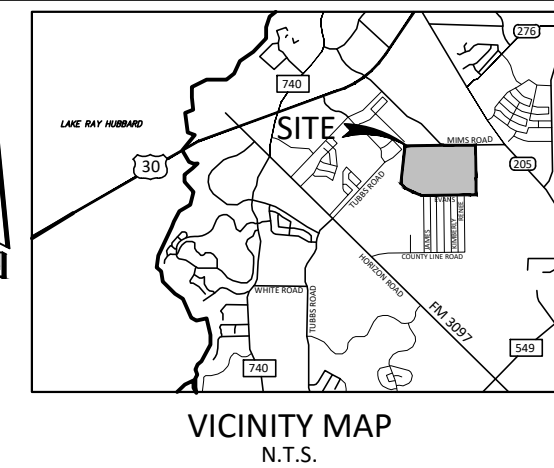 276
740
LAKE RAY HUBBARD
SITE
MIMS ROAD
30
205
TUBBS ROAD
EVANS
JAMES
KIMBERLY
RENEE
COUNTY LINE ROAD
HORIZON ROAD
WHITE ROAD
TUBBS ROAD
FM 3097
549
740
VICINITY MAP
N.T.S.